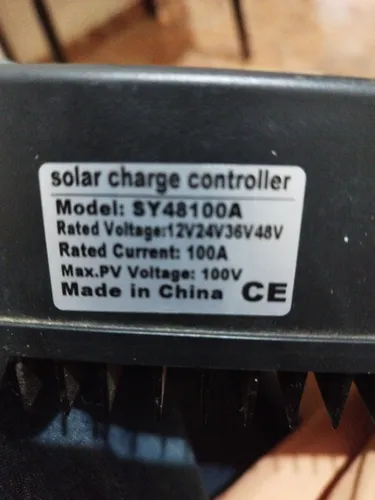 solar charge controller
Model: SY48100A
Rated Voltage:12V24V36V48V
Rated Current: 100A
Max.PV Voltage: 100V
Made in China CE